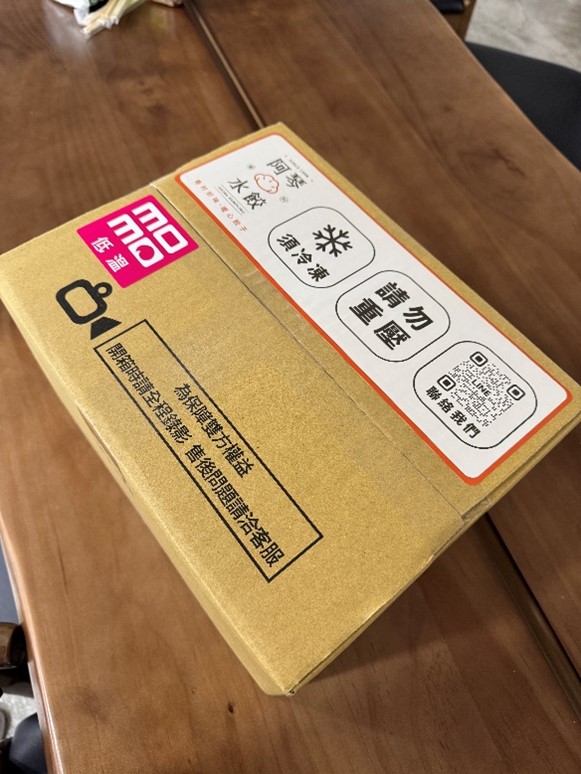 阿琴
水餃
須冷凍
請勿
重壓
LINE
聯絡我們
momo
低溫
為保障雙方權益
開箱時請全程錄影 售後問題請洽客服